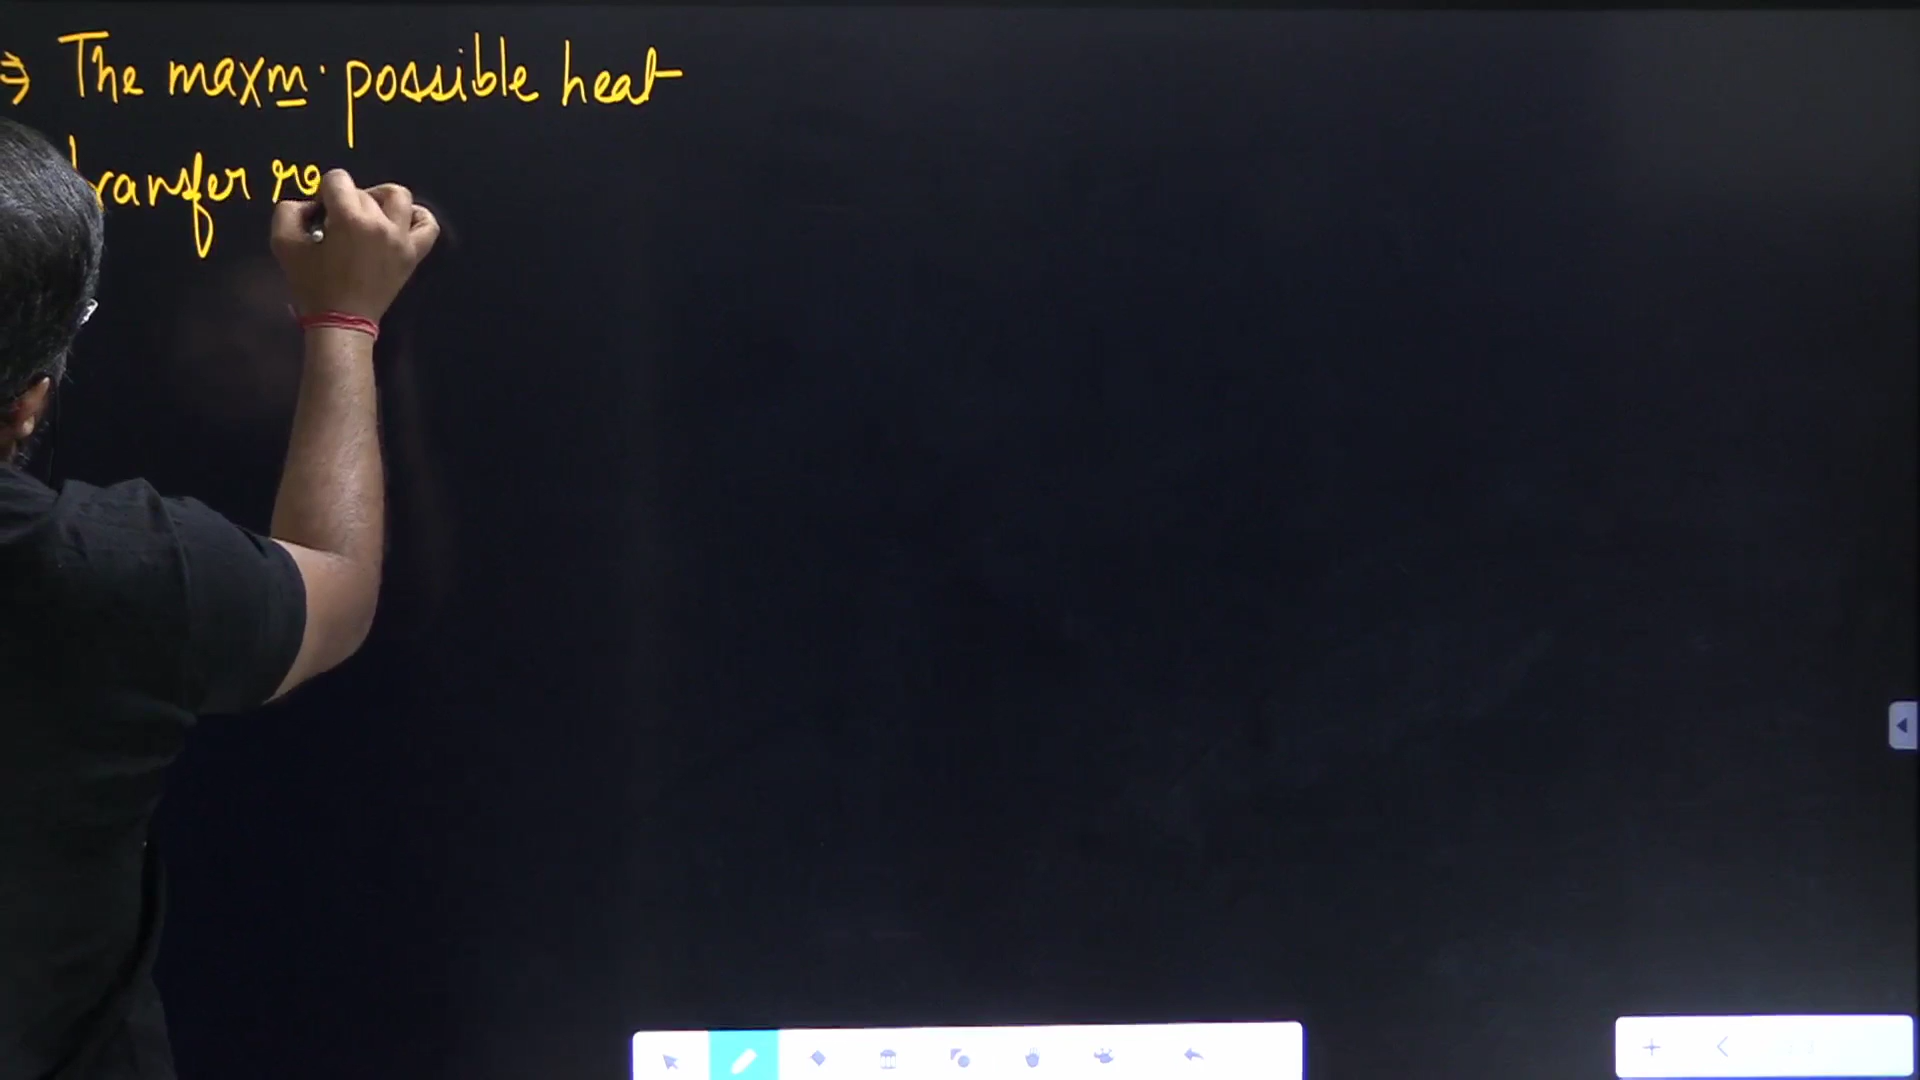 ⇒ The maxm. possible heat
transfer